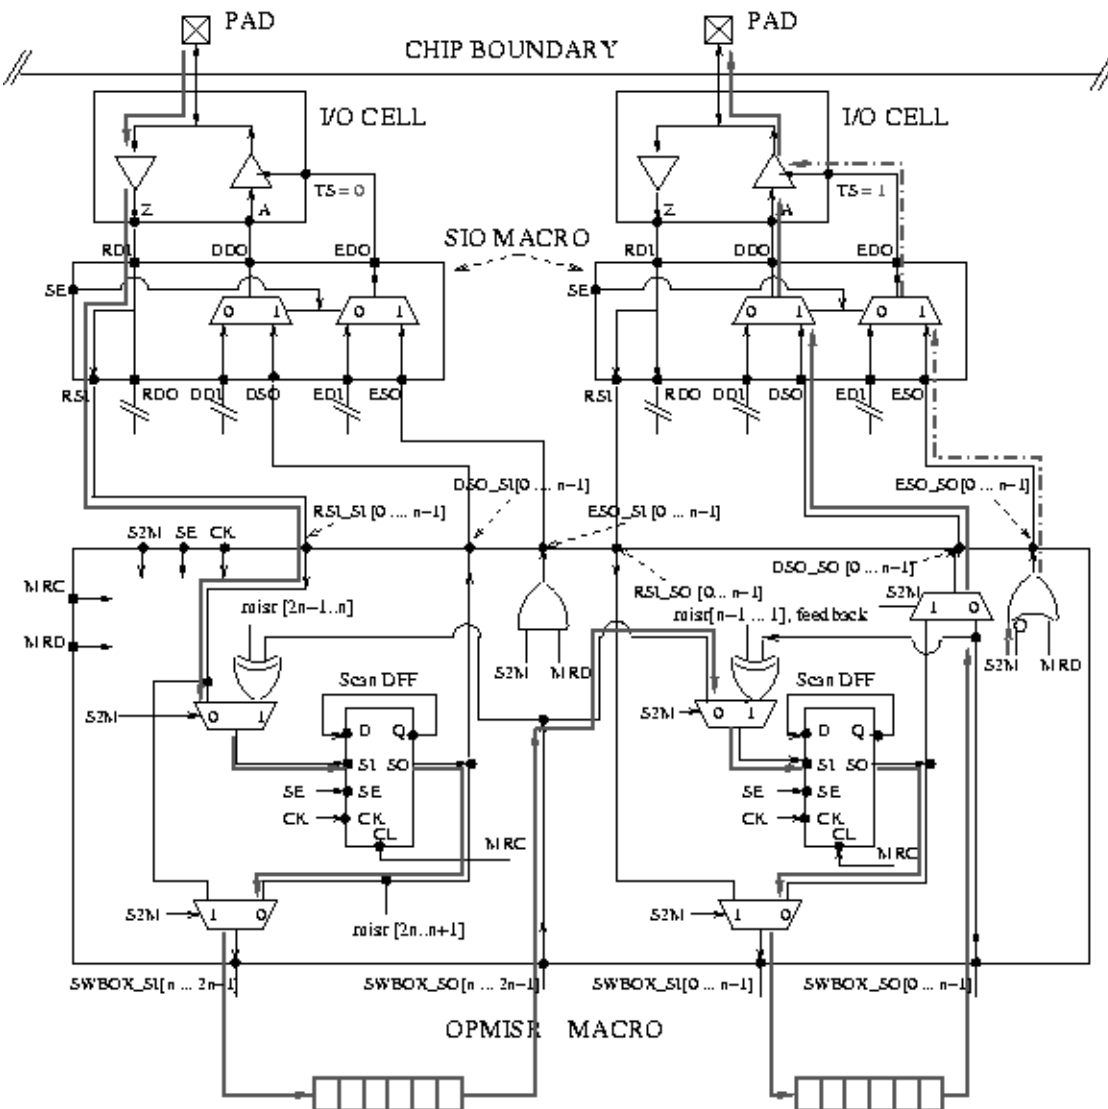 PAD PAD
CHIP BOUNDARY
I/O CELL I/O CELL
TS = 0 TS = 1
Z A Z A
RDI DDO EDO SIO MACRO RDI DDO EDO
SE SE
0 1 0 1 0 1 0 1
RSI RDO DDI DSO EDI ESO RSI RDO DDI DSO EDI ESO
DSO_SI[0 ... n-1] ESO_SO[0 ... n-1]
RSI_SI[0 .... n-1] ESO_SI[0 ... n-1]
S2M SE CK
DSO_SO [0 ... n-1]
MRC RSI_SO [0... n-1] S2M
misr [2n-1..n] misr[n-1 ... 1], feedback 1 0
MRD
S2M MRD S2M MRD
Scan DFF Scan DFF
S2M 0 1 S2M 0 1
D Q D Q
SI SO SI SO
SE SE SE SE
CK CK CK CK
CL CL
MRC MRC
S2M 1 0 S2M 1 0
misr [2n..n+1]
SWBOX_SI[n ... 2n-1] SWBOX_SO[n ... 2n-1] SWBOX_SI[0 ... n-1] SWBOX_SO[0 ... n-1]
OPMISR MACRO